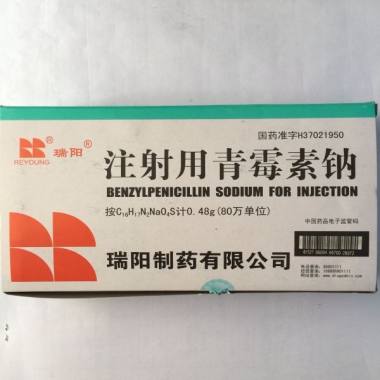 REYOUNG
瑞阳®
国药准字H37021950
注射用青霉素钠
BENZYLPENICILLIN SODIUM FOR INJECTION
按C₁₆H₁₇N₂NaO₄S计0.48g(80万单位)
中国药品电子监管码
瑞阳制药有限公司